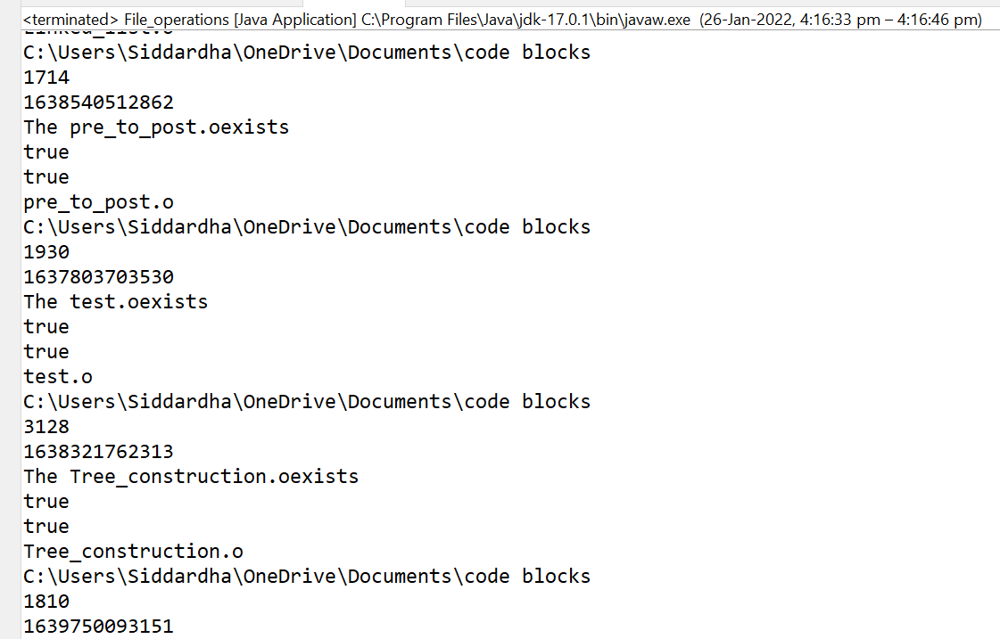 <terminated> File_operations [Java Application] C:\Program Files\Java\jdk-17.0.1\bin\javaw.exe (26-Jan-2022, 4:16:33 pm – 4:16:46 pm)
C:\Users\Siddardha\OneDrive\Documents\code blocks
1714
1638540512862
The pre_to_post.oexists
true
true
pre_to_post.o
C:\Users\Siddardha\OneDrive\Documents\code blocks
1930
1637803703530
The test.oexists
true
true
test.o
C:\Users\Siddardha\OneDrive\Documents\code blocks
3128
1638321762313
The Tree_construction.oexists
true
true
Tree_construction.o
C:\Users\Siddardha\OneDrive\Documents\code blocks
1810
1639750093151